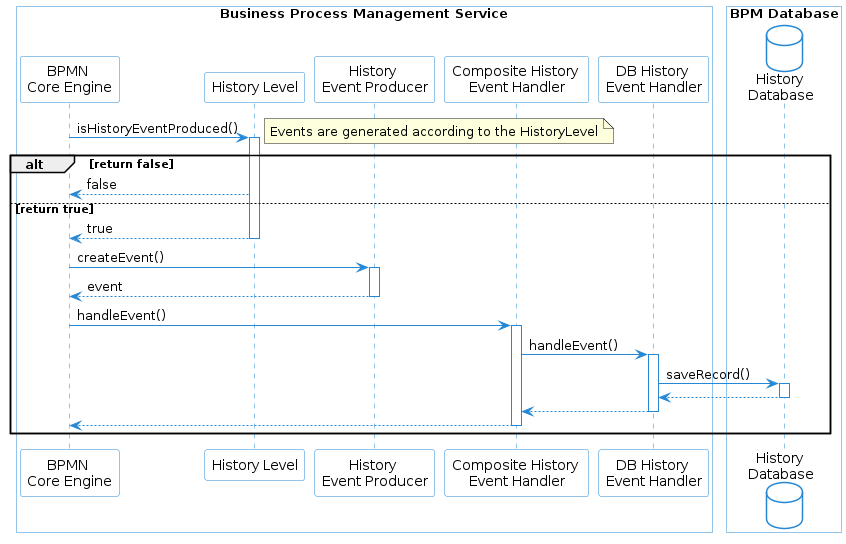 Business Process Management Service
BPM Database
BPMN
Core Engine
History Level
History
Event Producer
Composite History
Event Handler
DB History
Event Handler
History
Database
isHistoryEventProduced()
Events are generated according to the HistoryLevel
alt
[return false]
false
[return true]
true
createEvent()
event
handleEvent()
handleEvent()
saveRecord()
BPMN
Core Engine
History Level
History
Event Producer
Composite History
Event Handler
DB History
Event Handler
History
Database